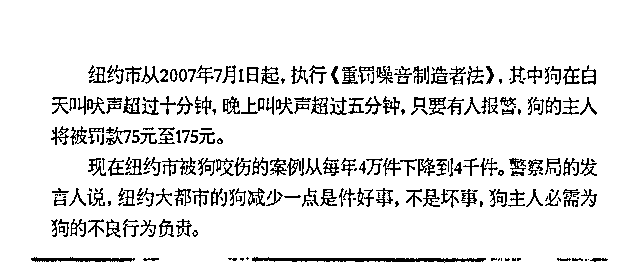 纽约市从2007年7月1日起，执行《重罚噪音制造者法》，其中狗在白
天叫吠声超过十分钟，晚上叫吠声超过五分钟，只要有人报警，狗的主人
将被罚款75元至175元。
现在纽约市被狗咬伤的案例从每年4万件下降到4千件。警察局的发
言人说，纽约大都市的狗减少一点是件好事，不是坏事，狗主人必需为
狗的不良行为负责。